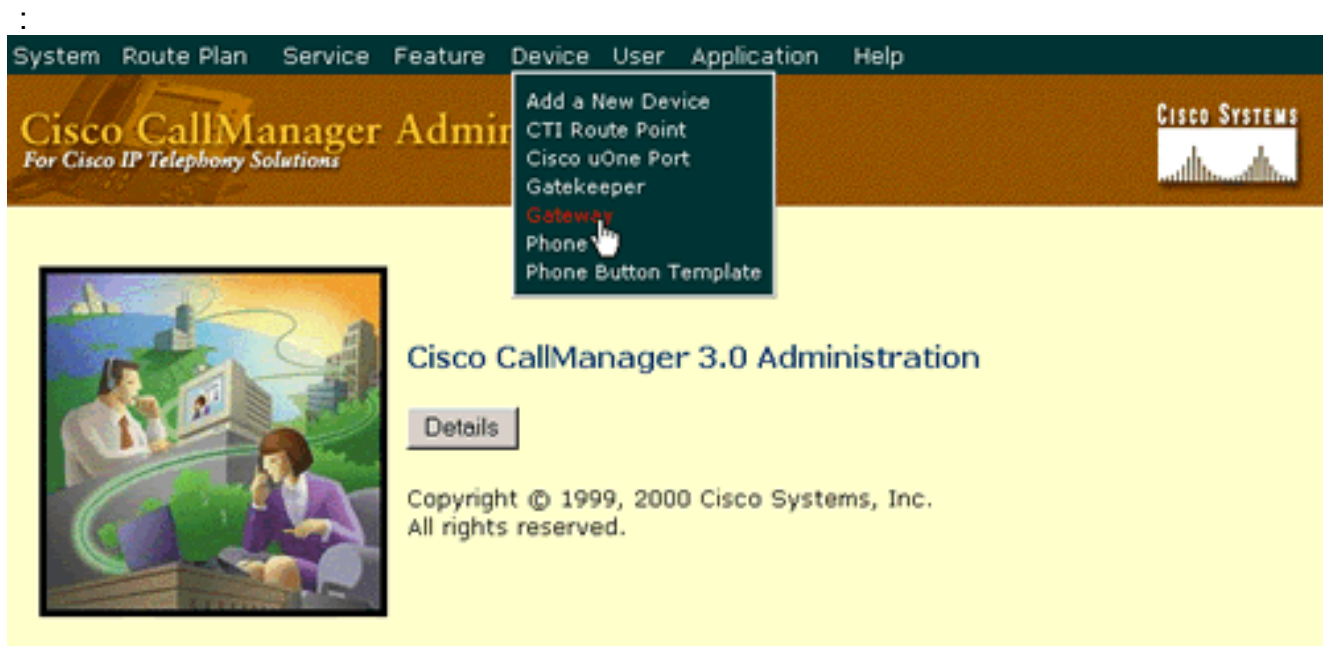 :
System Route Plan Service Feature Device User Application Help
Cisco CallManager Admin
For Cisco IP Telephony Solutions
CISCO SYSTEMS
Add a New Device
CTI Route Point
Cisco uOne Port
Gatekeeper
Gateway
Phone
Phone Button Template
Cisco CallManager 3.0 Administration
Details
Copyright © 1999, 2000 Cisco Systems, Inc.
All rights reserved.